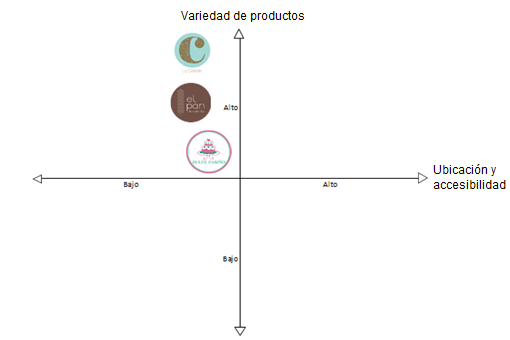 Variedad de productos
el
pan
Alto
Ubicación y
accesibilidad
Bajo
Alto
Bajo